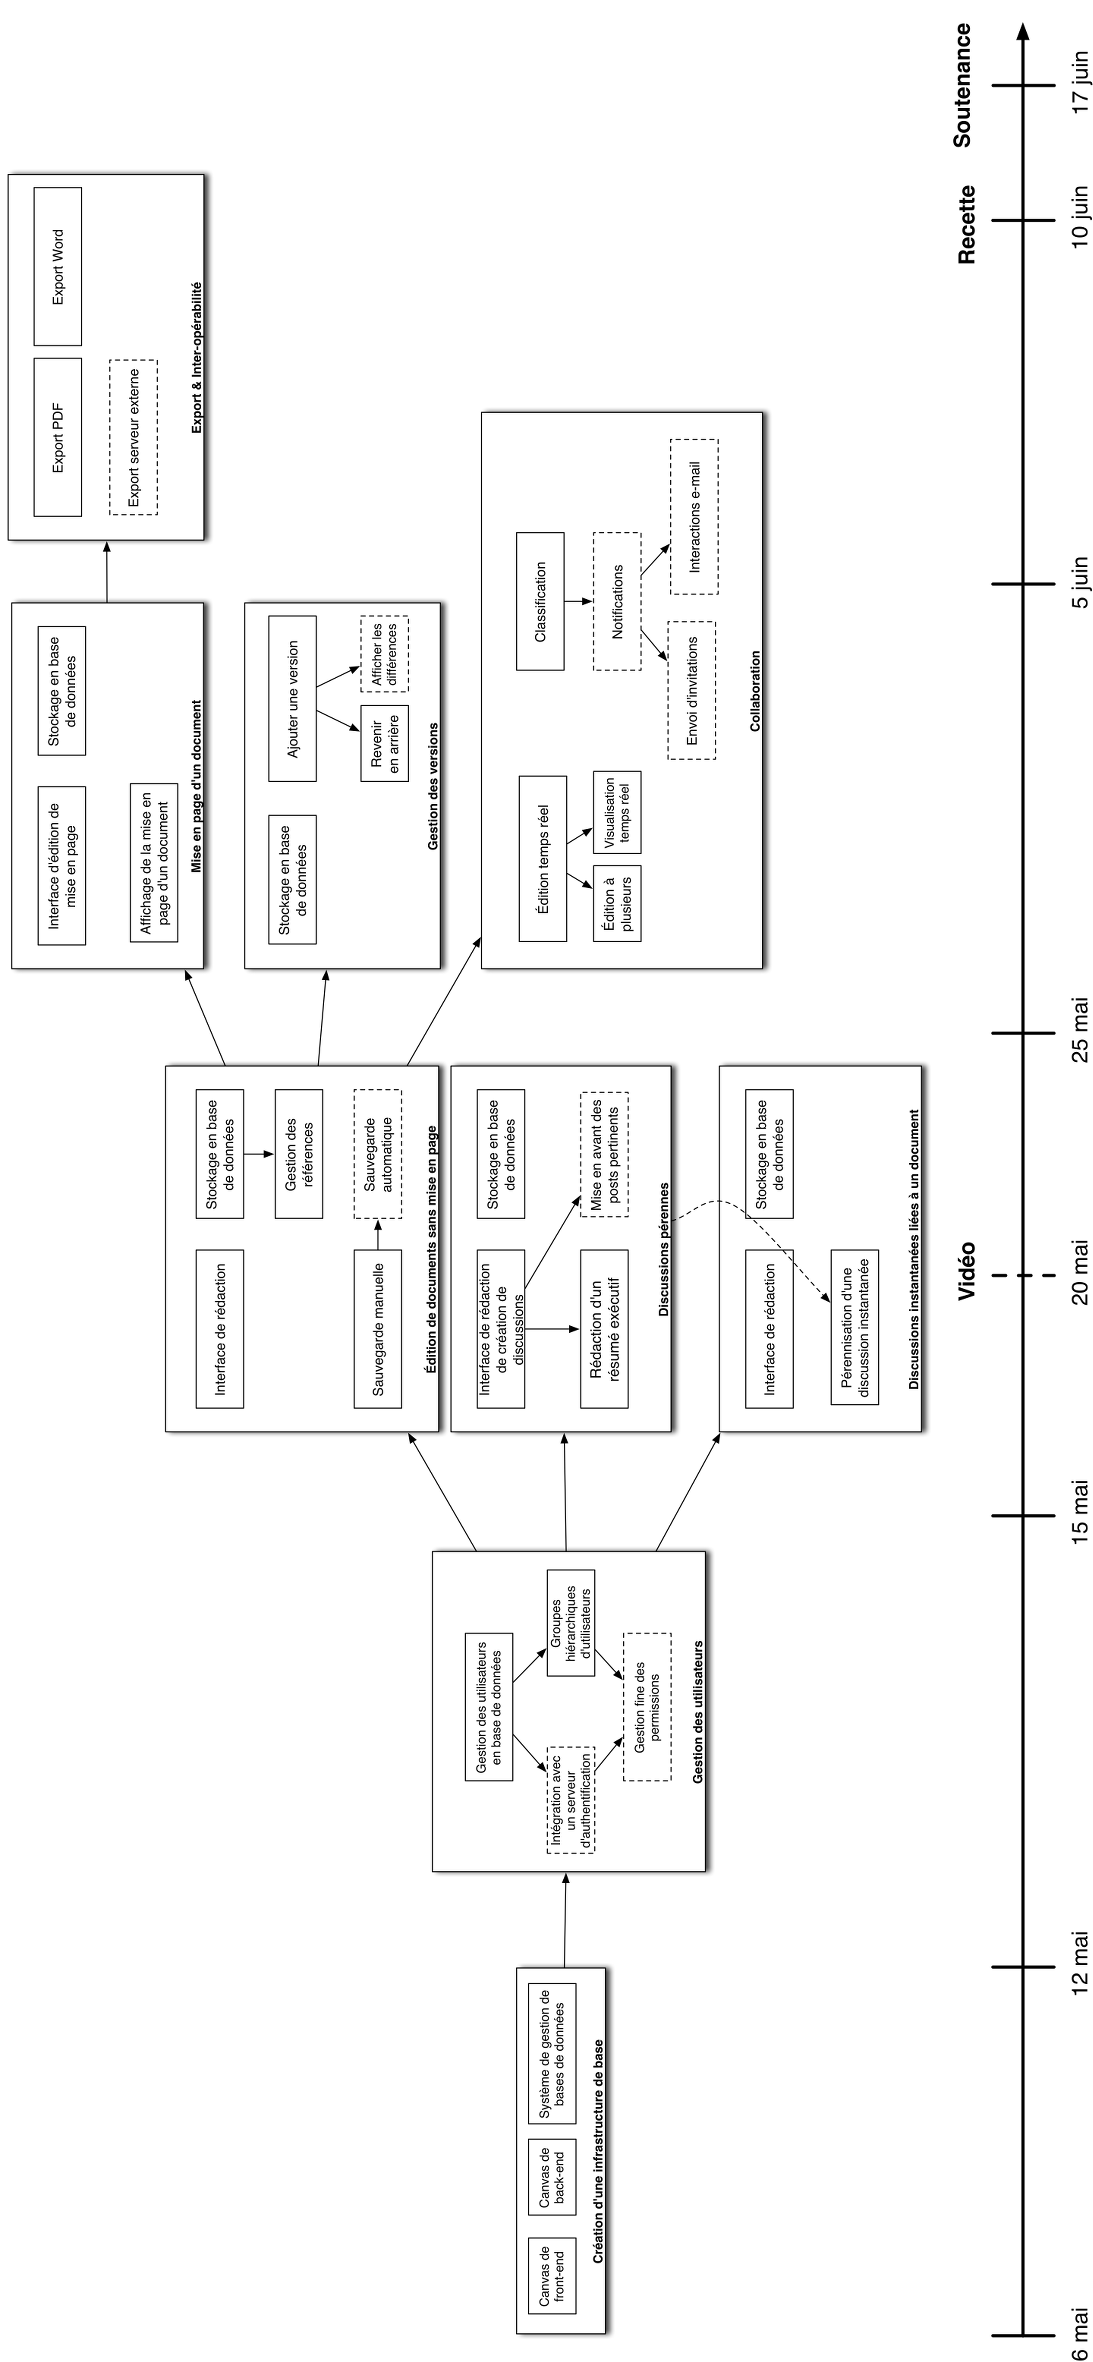 Canvas de
front-end
Canvas de
back-end
Système de gestion de
bases de données
Création d'une infrastructure de base
Gestion des utilisateurs
en base de données
Intégration avec
un serveur
d'authentification
Groupes
hiérarchiques
d'utilisateurs
Gestion fine des
permissions
Gestion des utilisateurs
Interface de rédaction
Stockage en base
de données
Gestion des
références
Sauvegarde manuelle
Sauvegarde
automatique
Édition de documents sans mise en page
Interface de rédaction
de création de
discussions
Stockage en base
de données
Rédaction d'un
résumé exécutif
Mise en avant des
posts pertinents
Discussions pérennes
Interface de rédaction
Stockage en base
de données
Pérennisation d'une
discussion instantanée
Discussions instantanées liées à un document
Interface d'édition de
mise en page
Stockage en base
de données
Affichage de la mise en
page d'un document
Mise en page d'un document
Stockage en base
de données
Ajouter une version
Revenir
en arrière
Afficher les
différences
Gestion des versions
Édition temps réel
Édition à
plusieurs
Visualisation
temps réel
Classification
Notifications
Envoi d'invitations
Interactions e-mail
Collaboration
Export PDF
Export Word
Export serveur externe
Export & Inter-opérabilité
Vidéo
Recette
Soutenance
6 mai
12 mai
15 mai
20 mai
25 mai
5 juin
10 juin
17 juin